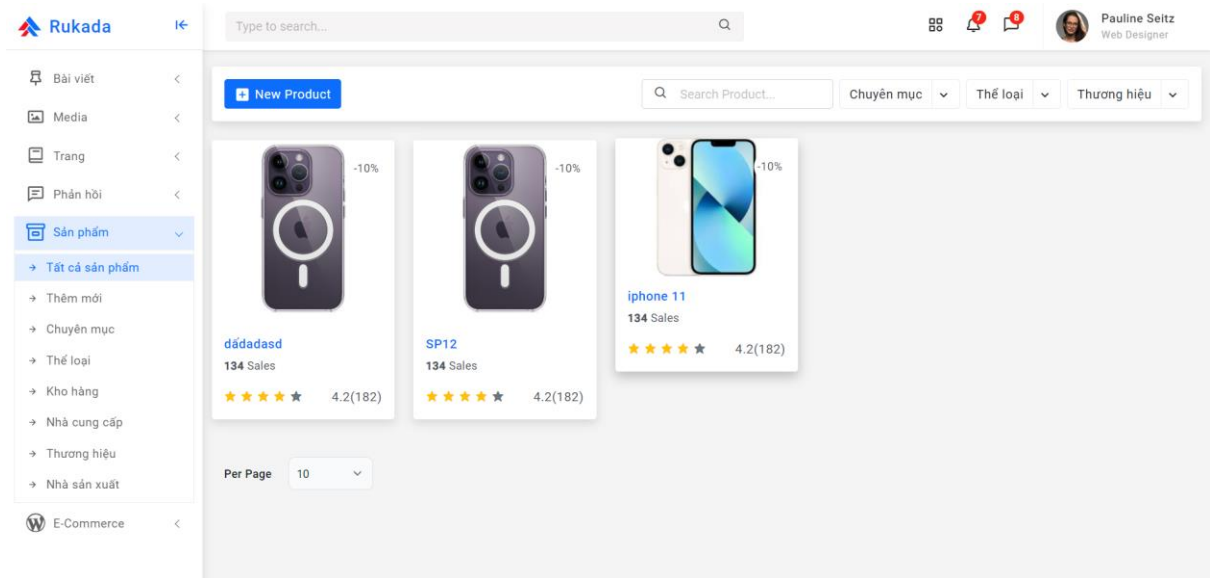 Rukada
Type to search...
7
8
Pauline Seitz
Web Designer
Bài viết
Media
Trang
Phản hồi
Sản phẩm
Tất cả sản phẩm
Thêm mới
Chuyên mục
Thể loại
Kho hàng
Nhà cung cấp
Thương hiệu
Nhà sản xuất
E-Commerce
New Product
Search Product...
Chuyên mục
Thể loại
Thương hiệu
-10%
dấdadasd
134 Sales
4.2(182)
-10%
SP12
134 Sales
4.2(182)
-10%
iphone 11
134 Sales
4.2(182)
Per Page
10